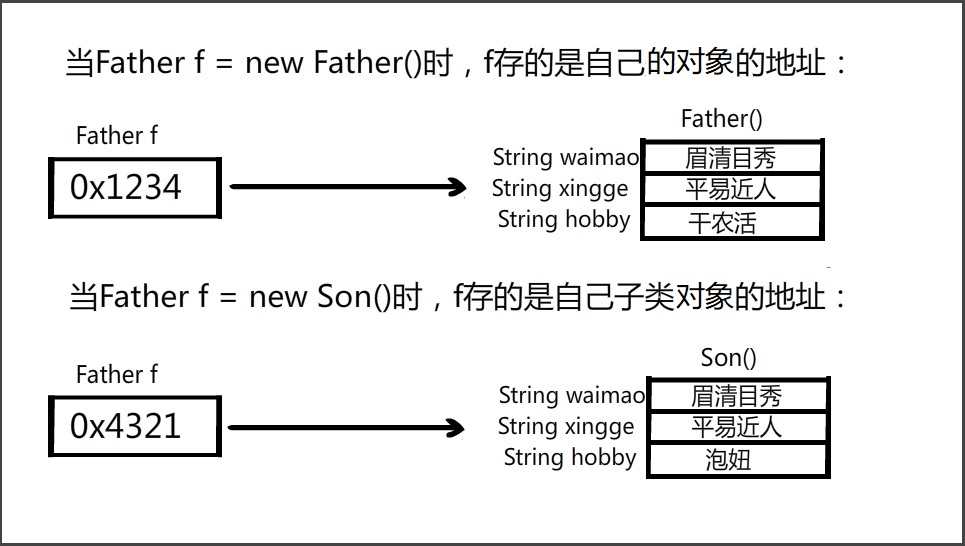 当Father f = new Father()时，f存的是自己的对象的地址：
Father()
Father f
0x1234
String waimao 眉清目秀
String xingge 平易近人
String hobby 干农活
当Father f = new Son()时，f存的是自己子类对象的地址：
Son()
Father f
0x4321
String waimao 眉清目秀
String xingge 平易近人
String hobby 泡妞